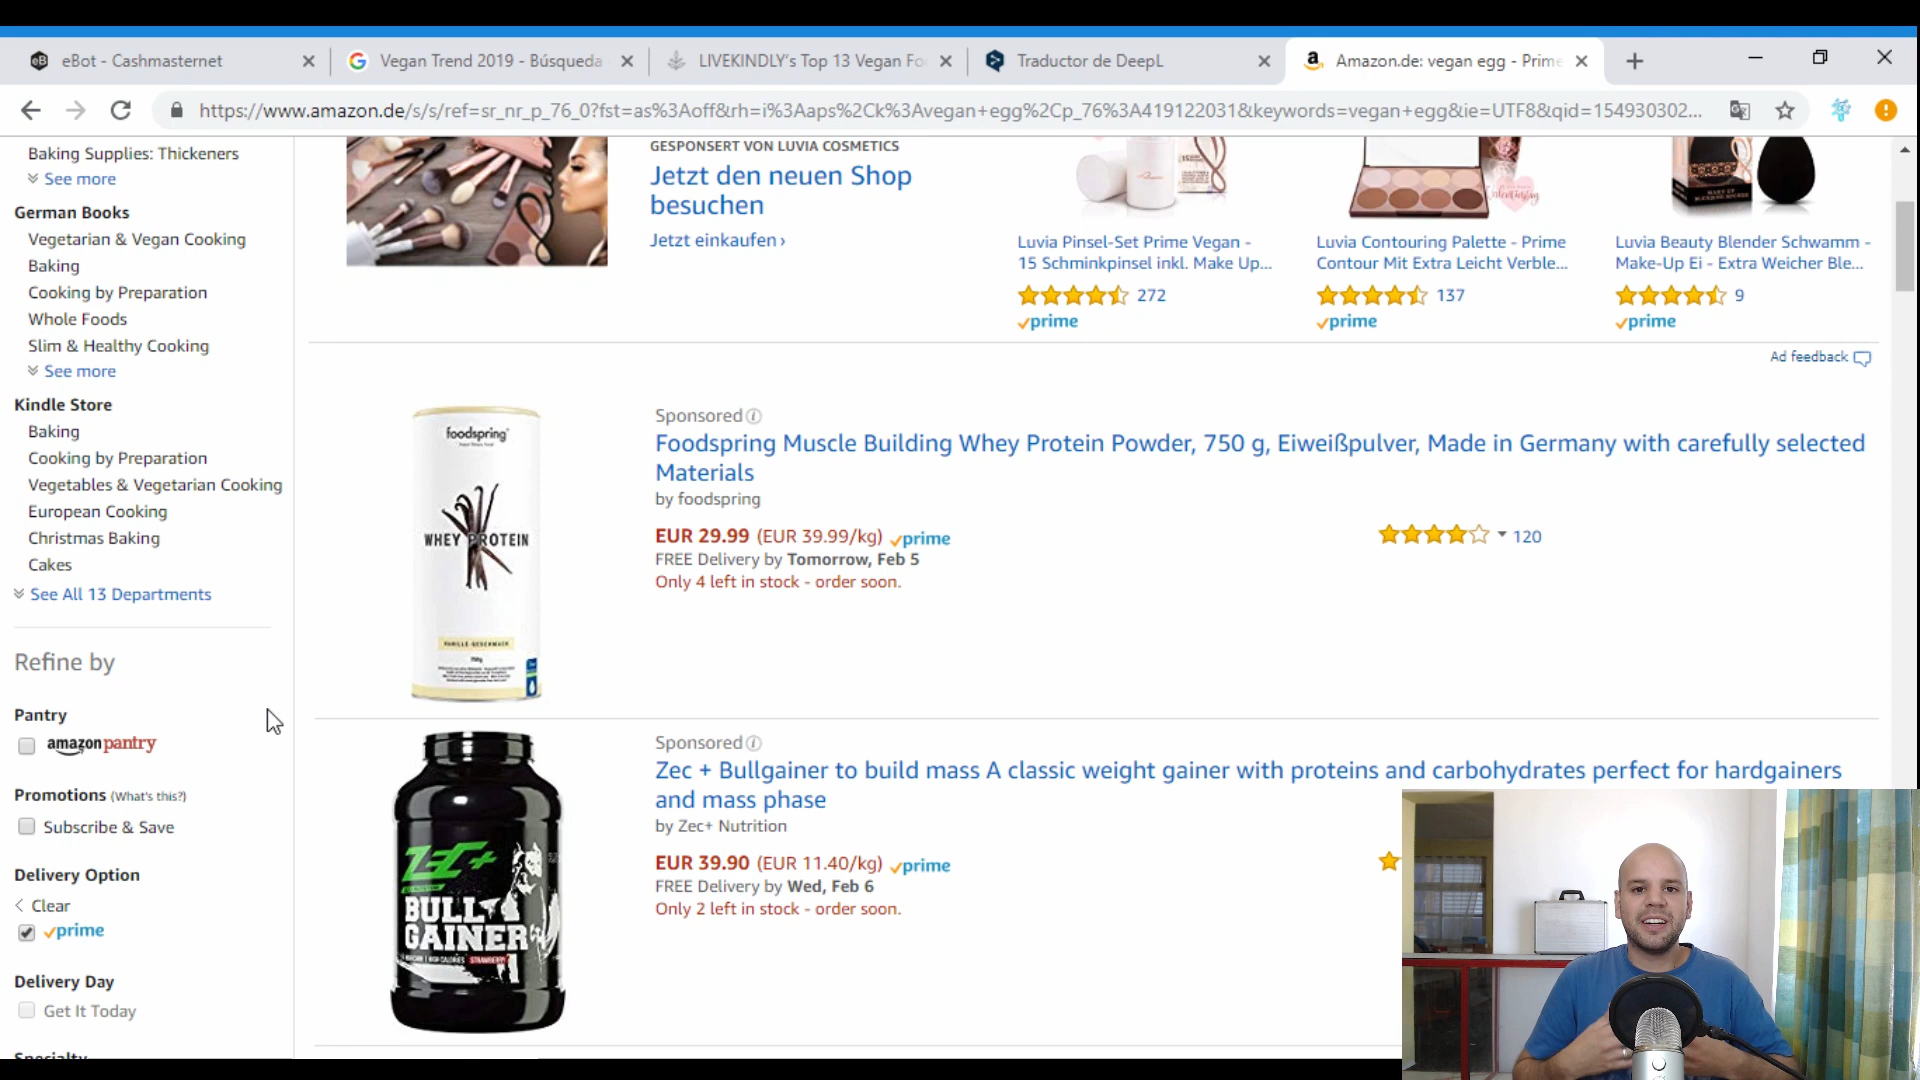 eBot - Cashmasternet
Vegan Trend 2019 - Búsqueda
LIVEKINDLY's Top 13 Vegan Fo
Traductor de DeepL
Amazon.de: vegan egg - Prime
https://www.amazon.de/s/s/ref=sr_nr_p_76_0?fst=as%3Aoff&rh=i%3Aaps%2Ck%3Avegan+egg%2Cp_76%3A419122031&keywords=vegan+egg&ie=UTF8&qid=154930302...
Baking Supplies: Thickeners
See more
German Books
Vegetarian & Vegan Cooking
Baking
Cooking by Preparation
Whole Foods
Slim & Healthy Cooking
See more
Kindle Store
Baking
Cooking by Preparation
Vegetables & Vegetarian Cooking
European Cooking
Christmas Baking
Cakes
See All 13 Departments
Refine by
Pantry
amazonpantry
Promotions (What's this?)
Subscribe & Save
Delivery Option
Clear
prime
Delivery Day
Get It Today
Specialty
GESPONSERT VON LUVIA COSMETICS
Jetzt den neuen Shop
besuchen
Jetzt einkaufen ›
Luvia Pinsel-Set Prime Vegan -
15 Schminkpinsel inkl. Make Up...
272
prime
Luvia Contouring Palette - Prime
Contour Mit Extra Leicht Verble...
137
prime
Luvia Beauty Blender Schwamm -
Make-Up Ei - Extra Weicher Ble...
9
prime
Ad feedback
foodspring
WHEY PROTEIN
VANILLE-GESCHMACK
750g
Sponsored
Foodspring Muscle Building Whey Protein Powder, 750 g, Eiweißpulver, Made in Germany with carefully selected
Materials
by foodspring
EUR 29.99 (EUR 39.99/kg) prime
FREE Delivery by Tomorrow, Feb 5
Only 4 left in stock - order soon.
120
ZEC+
BULL
GAINER
STRAWBERRY
Sponsored
Zec + Bullgainer to build mass A classic weight gainer with proteins and carbohydrates perfect for hardgainers
and mass phase
by Zec+ Nutrition
EUR 39.90 (EUR 11.40/kg) prime
FREE Delivery by Wed, Feb 6
Only 2 left in stock - order soon.